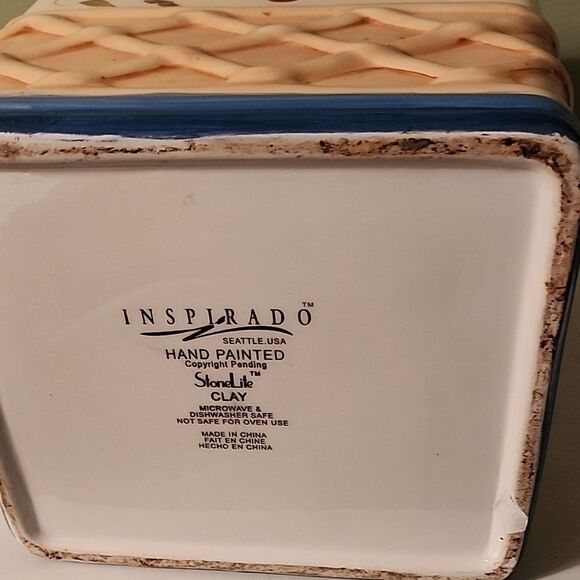 INSPIRADO™
SEATTLE.USA
HAND PAINTED
Copyright Pending
StoneLite™
CLAY
MICROWAVE &
DISHWASHER SAFE
NOT SAFE FOR OVEN USE
MADE IN CHINA
FAIT EN CHINE
HECHO EN CHINA